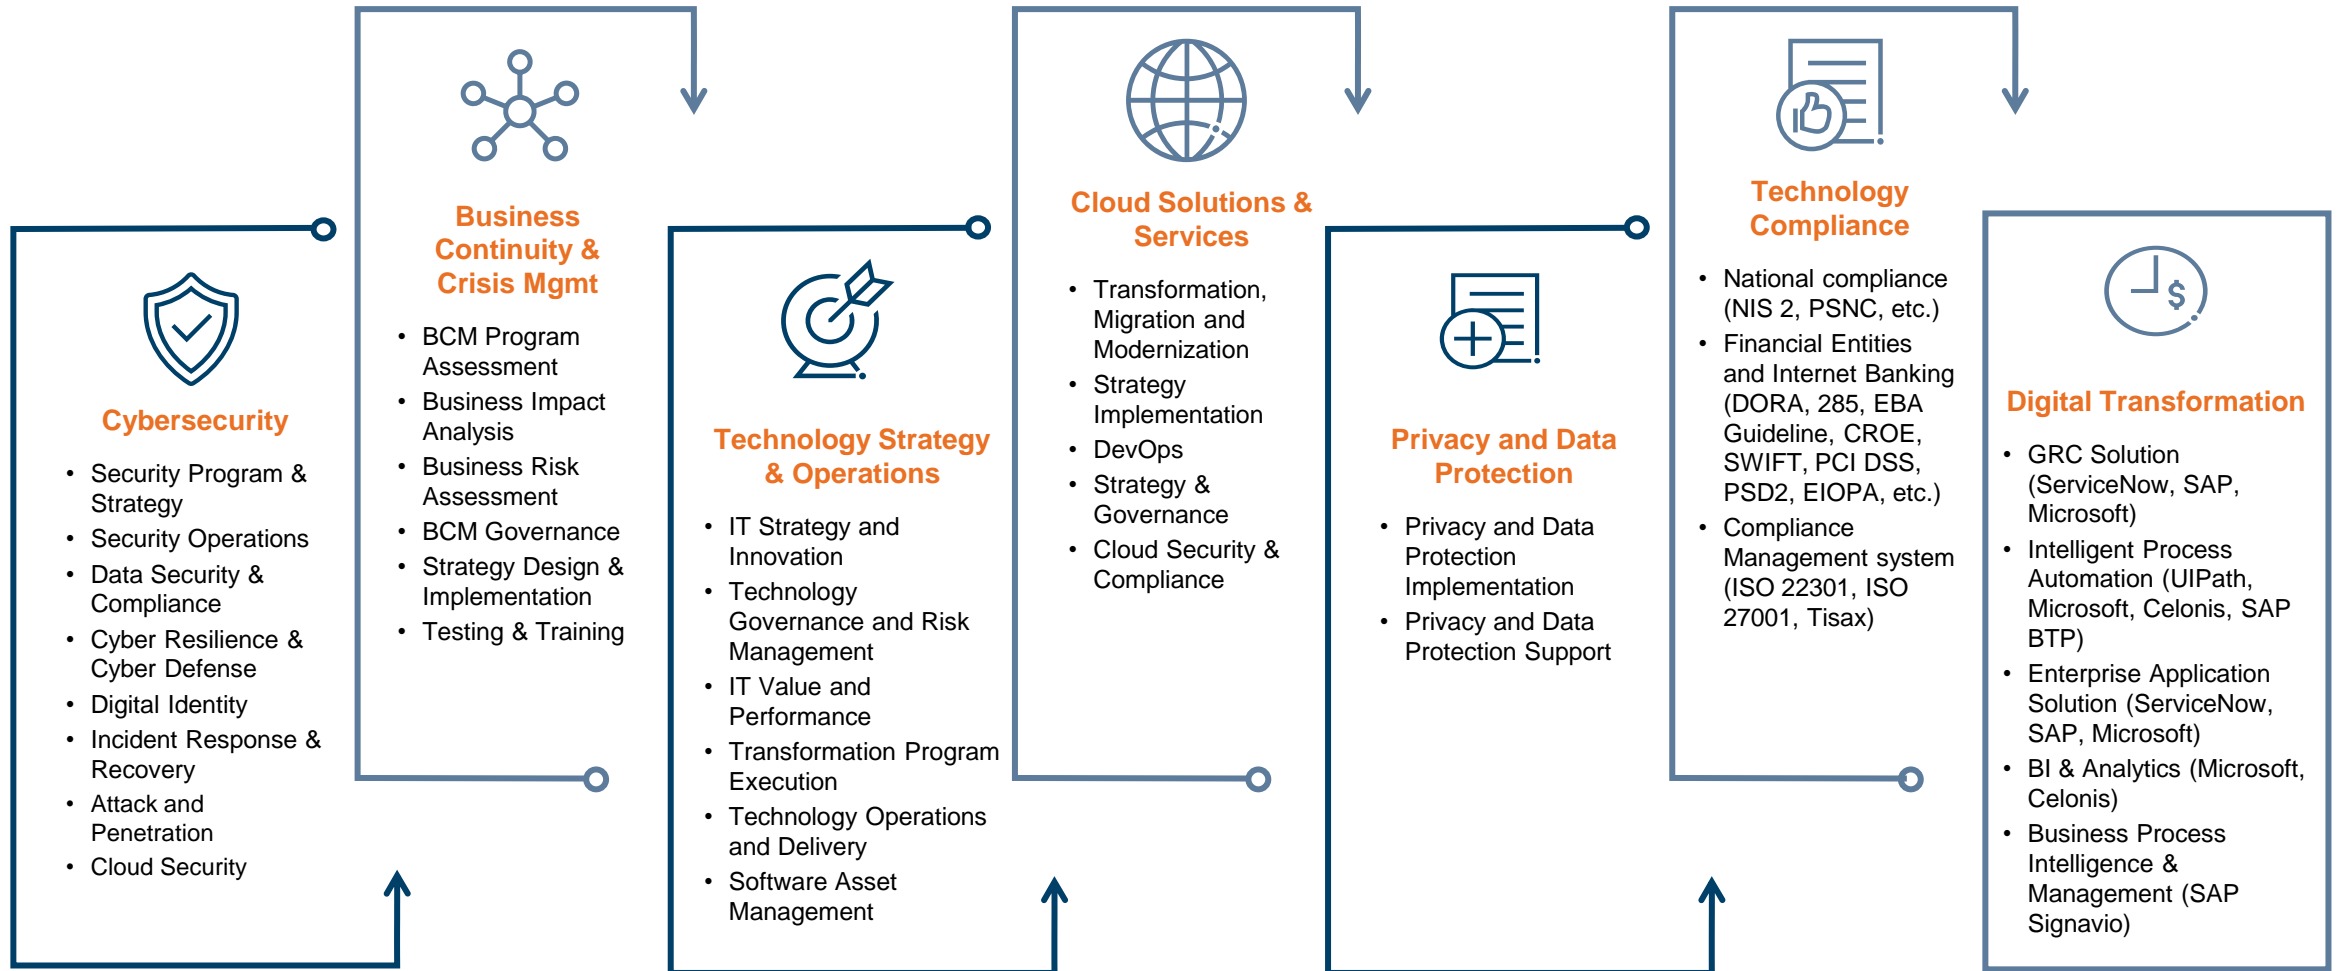 Cybersecurity
• Security Program &
Strategy
• Security Operations
• Data Security &
Compliance
• Cyber Resilience &
Cyber Defense
• Digital Identity
• Incident Response &
Recovery
• Attack and
Penetration
• Cloud Security
Business
Continuity &
Crisis Mgmt
• BCM Program
Assessment
• Business Impact
Analysis
• Business Risk
Assessment
• BCM Governance
• Strategy Design &
Implementation
• Testing & Training
Technology Strategy
& Operations
• IT Strategy and
Innovation
• Technology
Governance and Risk
Management
• IT Value and
Performance
• Transformation Program
Execution
• Technology Operations
and Delivery
• Software Asset
Management
Cloud Solutions &
Services
• Transformation,
Migration and
Modernization
• Strategy
Implementation
• DevOps
• Strategy &
Governance
• Cloud Security &
Compliance
Privacy and Data
Protection
• Privacy and Data
Protection
Implementation
• Privacy and Data
Protection Support
Technology
Compliance
• National compliance
(NIS 2, PSNC, etc.)
• Financial Entities
and Internet Banking
(DORA, 285, EBA
Guideline, CROE,
SWIFT, PCI DSS,
PSD2, EIOPA, etc.)
• Compliance
Management system
(ISO 22301, ISO
27001, Tisax)
$
Digital Transformation
• GRC Solution
(ServiceNow, SAP,
Microsoft)
• Intelligent Process
Automation (UIPath,
Microsoft, Celonis, SAP
BTP)
• Enterprise Application
Solution (ServiceNow,
SAP, Microsoft)
• BI & Analytics (Microsoft,
Celonis)
• Business Process
Intelligence &
Management (SAP
Signavio)